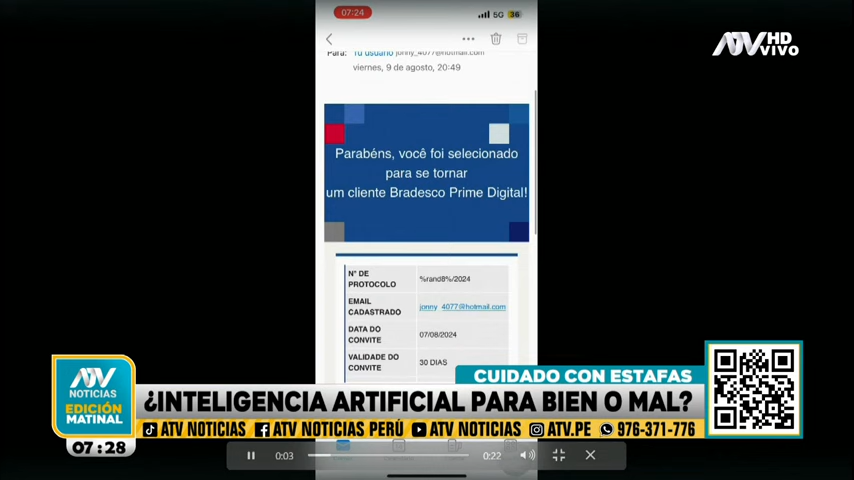 07:24
5G
36
ATV HD
VIVO
Para: Tu usuario jonny_4077@hotmail.com
viernes, 9 de agosto, 20:49
Parabéns, você foi selecionado
para se tornar
um cliente Bradesco Prime Digital!
N° DE
PROTOCOLO
%rand8%/2024
EMAIL
CADASTRADO
jonny_4077@hotmail.com
DATA DO
CONVITE
07/08/2024
VALIDADE DO
CONVITE
30 DIAS
CUIDADO CON ESTAFAS
ATV
NOTICIAS
EDICIÓN
MATINAL
¿INTELIGENCIA ARTIFICIAL PARA BIEN O MAL?
ATV NOTICIAS ATV NOTICIAS PERÚ ATV NOTICIAS ATV.PE 976-371-776
07:28
0:03
0:22